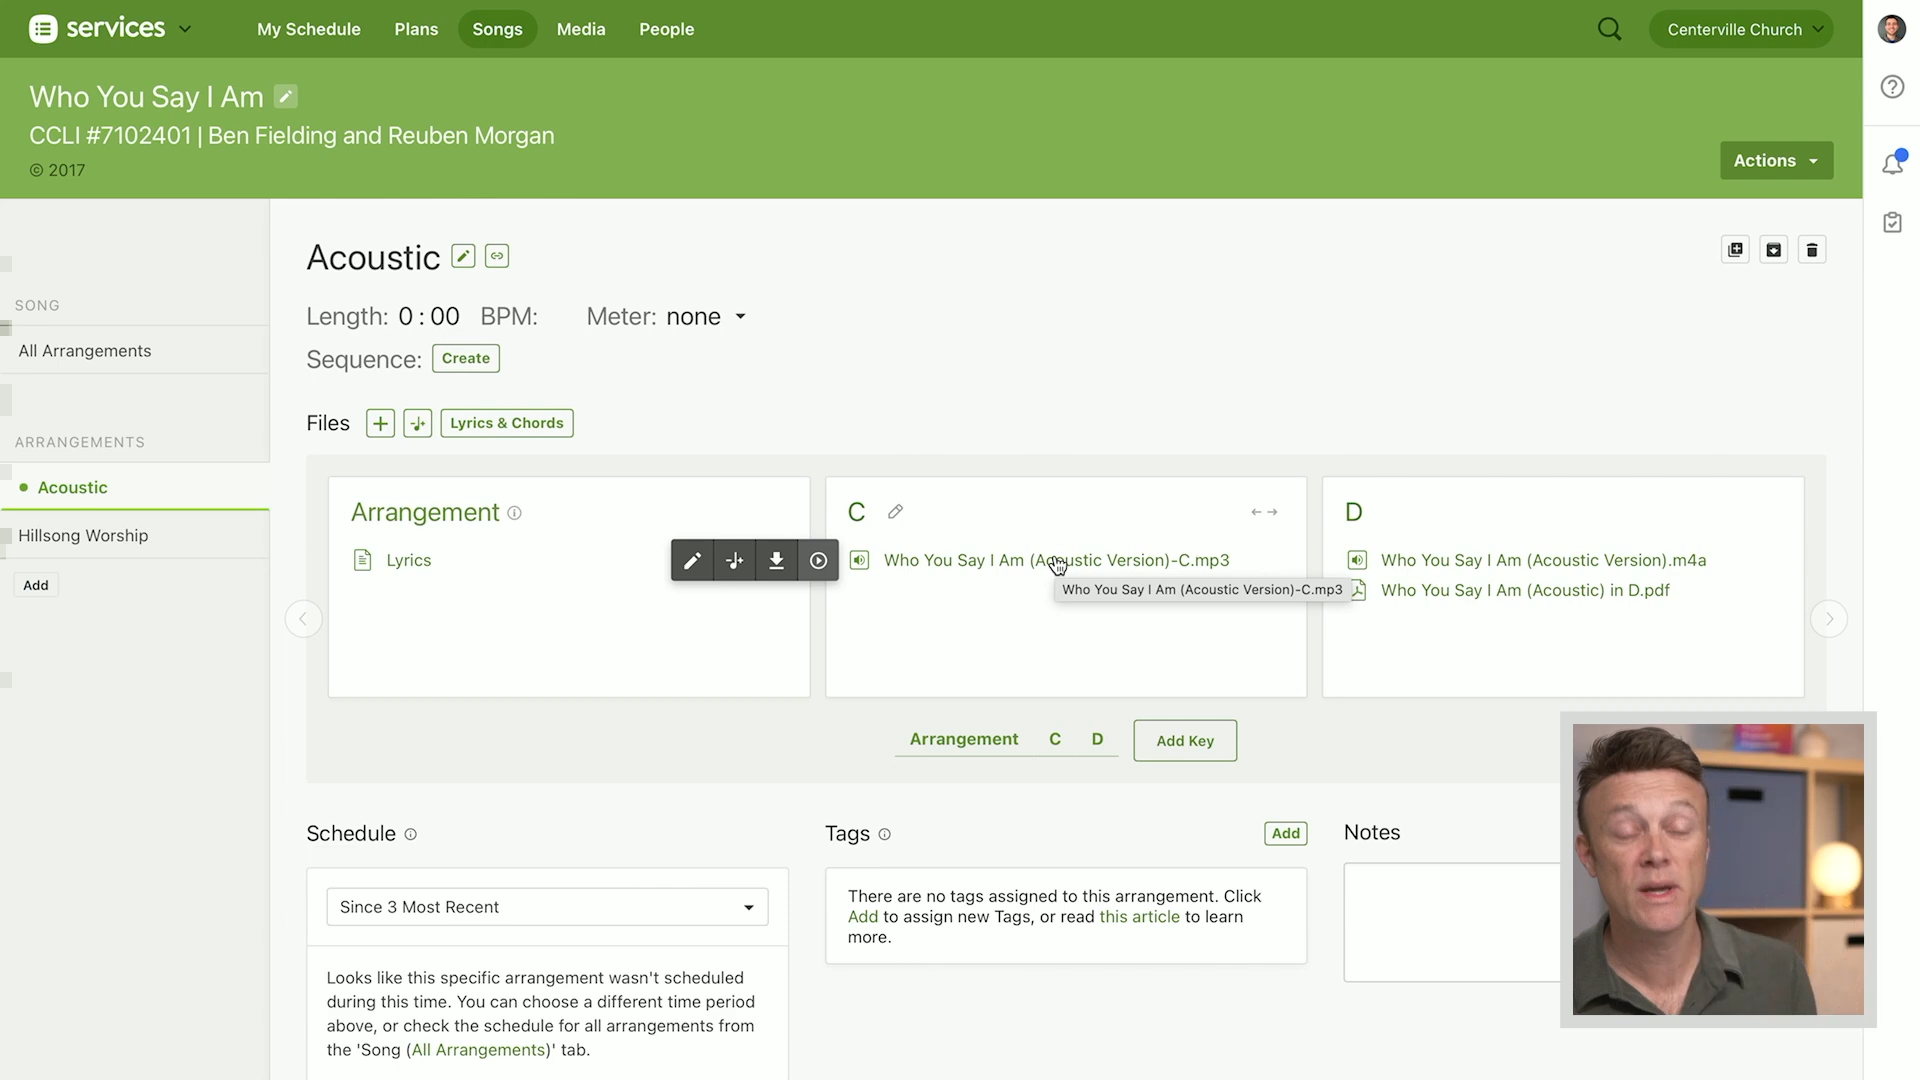 services
My Schedule
Plans
Songs
Media
People
Centerville Church
Who You Say I Am
CCLI #7102401 | Ben Fielding and Reuben Morgan
© 2017
Actions
SONG
All Arrangements
ARRANGEMENTS
Acoustic
Hillsong Worship
Add
Acoustic
Length: 0:00 BPM: Meter: none
Sequence: Create
Files Lyrics & Chords
Arrangement
Lyrics
C
Who You Say I Am (Acoustic Version)-C.mp3
Who You Say I Am (Acoustic Version)-C.mp3
D
Who You Say I Am (Acoustic Version).m4a
Who You Say I Am (Acoustic) in D.pdf
Arrangement C D Add Key
Schedule
Since 3 Most Recent
Looks like this specific arrangement wasn't scheduled
during this time. You can choose a different time period
above, or check the schedule for all arrangements from
the 'Song (All Arrangements)' tab.
Tags
Add
There are no tags assigned to this arrangement. Click
Add to assign new Tags, or read this article to learn
more.
Notes